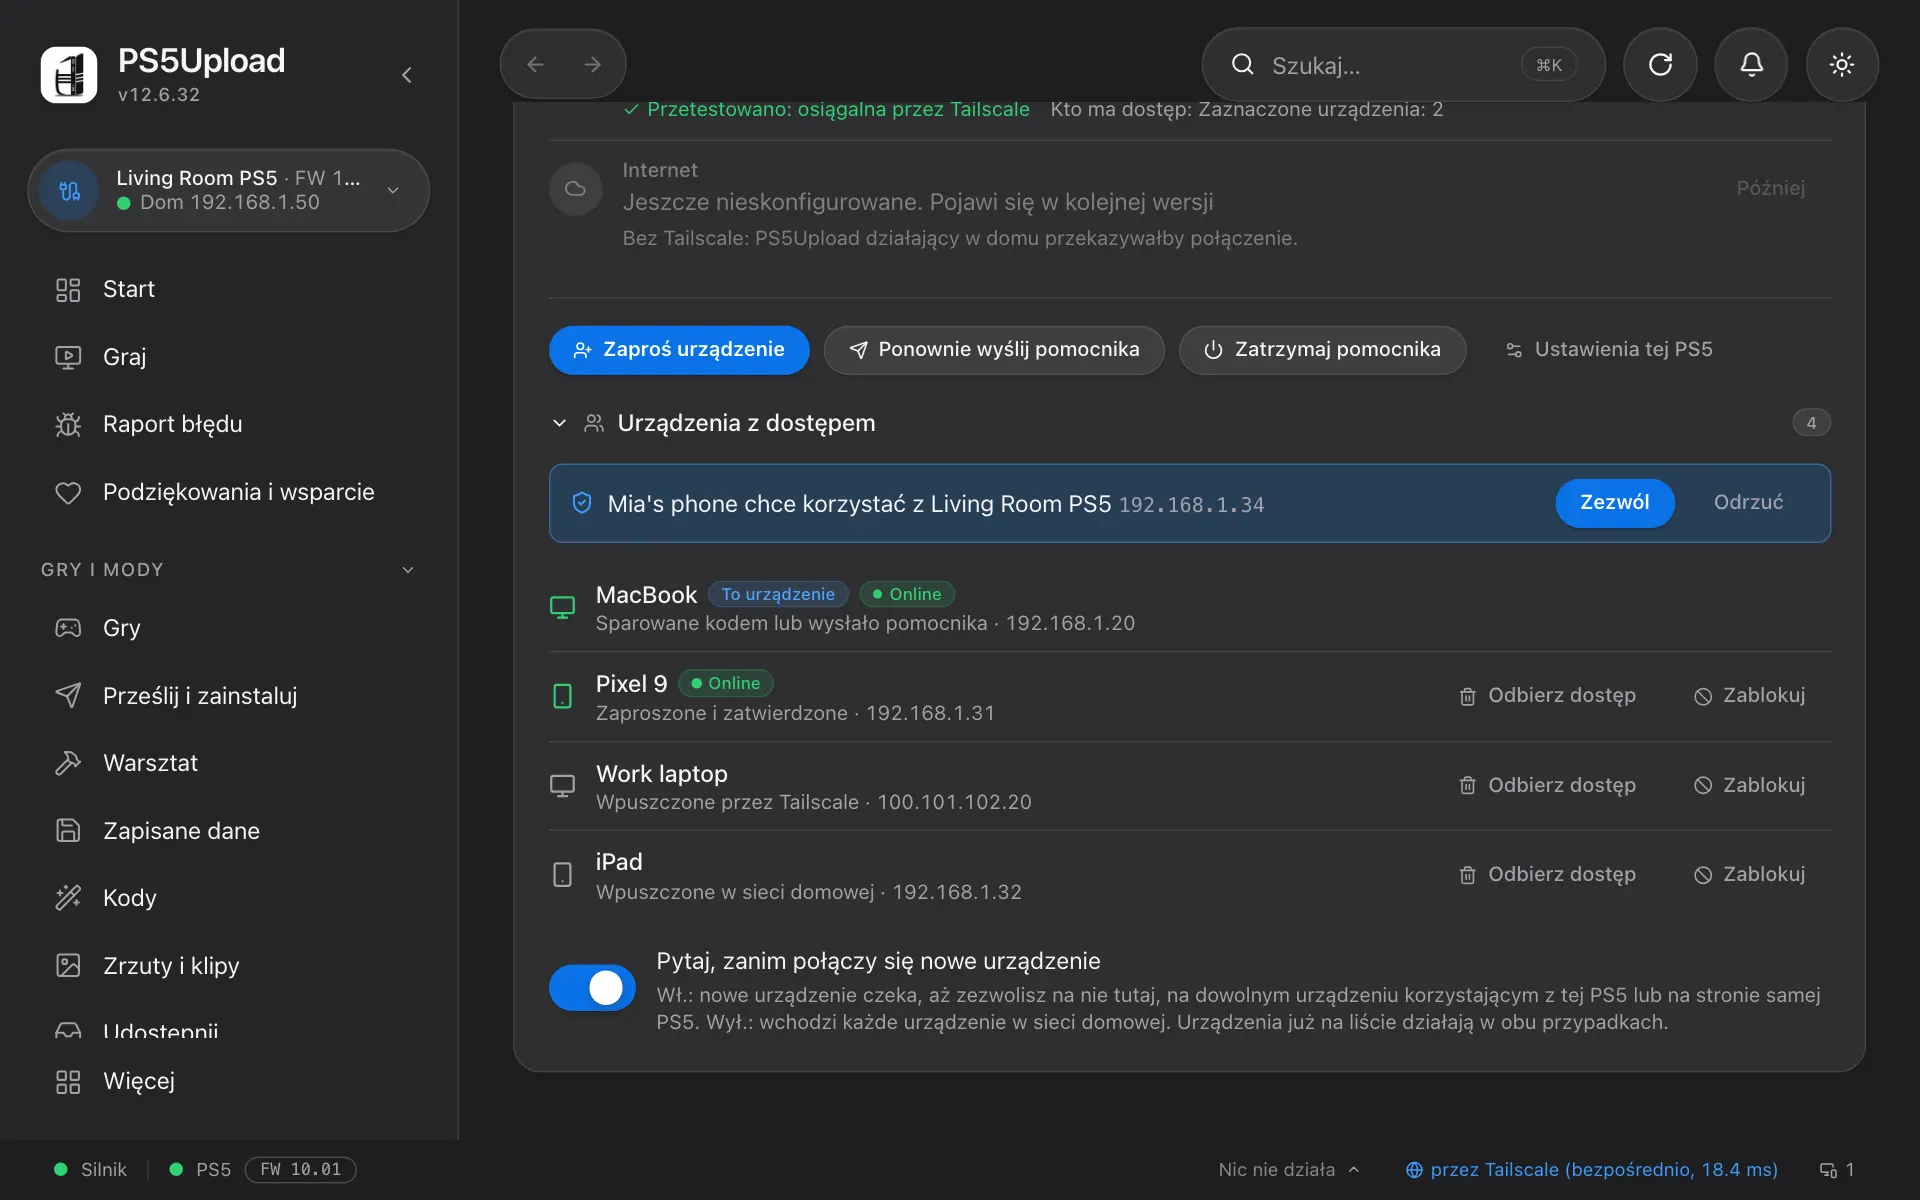 PS5Upload
v12.6.32
Living Room PS5 · FW 1...
Dom 192.168.1.50
Start
Graj
Raport błędu
Podziękowania i wsparcie
GRY I MODY
Gry
Prześlij i zainstaluj
Warsztat
Zapisane dane
Kody
Zrzuty i klipy
Udostępnij
Więcej
Szukaj...
⌘K
Przetestowano: osiągalna przez Tailscale Kto ma dostęp: Zaznaczone urządzenia: 2
Internet
Jeszcze nieskonfigurowane. Pojawi się w kolejnej wersji
Bez Tailscale: PS5Upload działający w domu przekazywałby połączenie.
Później
Zaproś urządzenie
Ponownie wyślij pomocnika
Zatrzymaj pomocnika
Ustawienia tej PS5
Urządzenia z dostępem
4
Mia's phone chce korzystać z Living Room PS5 192.168.1.34
Zezwól
Odrzuć
MacBook To urządzenie Online
Sparowane kodem lub wysłało pomocnika · 192.168.1.20
Pixel 9 Online
Zaproszone i zatwierdzone · 192.168.1.31
Odbierz dostęp
Zablokuj
Work laptop
Wpuszczone przez Tailscale · 100.101.102.20
Odbierz dostęp
Zablokuj
iPad
Wpuszczone w sieci domowej · 192.168.1.32
Odbierz dostęp
Zablokuj
Pytaj, zanim połączy się nowe urządzenie
Wł.: nowe urządzenie czeka, aż zezwolisz na nie tutaj, na dowolnym urządzeniu korzystającym z tej PS5 lub na stronie samej
PS5. Wył.: wchodzi każde urządzenie w sieci domowej. Urządzenia już na liście działają w obu przypadkach.
Silnik
PS5
FW 10.01
Nic nie działa
przez Tailscale (bezpośrednio, 18.4 ms)
1